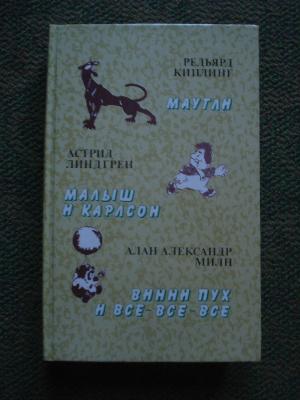 РЕДЬЯРД
КИПЛИНГ
МАУГЛИ
АСТРИД
ЛИНДГРЕН
МАЛЫШ
И КАРЛСОН
АЛАН АЛЕКСАНДР
МИЛН
ВИННИ ПУХ
И ВСЕ-ВСЕ-ВСЕ